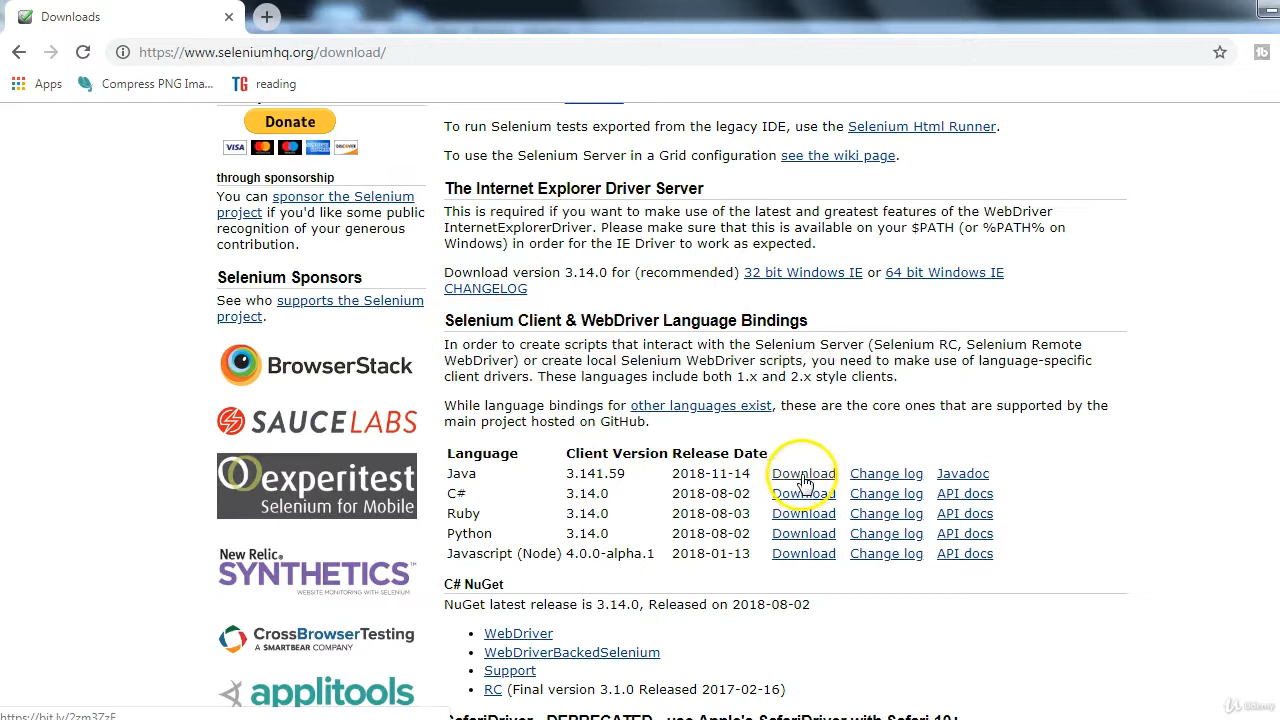 Downloads
https://www.seleniumhq.org/download/
Apps
Compress PNG Ima...
TG reading
Donate
VISA
through sponsorship
You can sponsor the Selenium
project if you'd like some public
recognition of your generous
contribution.
Selenium Sponsors
See who supports the Selenium
project.
BrowserStack
SAUCELABS
experitest
Selenium for Mobile
New Relic.
SYNTHETICS™
WEBSITE MONITORING WITH SELENIUM
CrossBrowserTesting
A SMARTBEAR COMPANY
applitools
To run Selenium tests exported from the legacy IDE, use the Selenium Html Runner.
To use the Selenium Server in a Grid configuration see the wiki page.
The Internet Explorer Driver Server
This is required if you want to make use of the latest and greatest features of the WebDriver
InternetExplorerDriver. Please make sure that this is available on your $PATH (or %PATH% on
Windows) in order for the IE Driver to work as expected.
Download version 3.14.0 for (recommended) 32 bit Windows IE or 64 bit Windows IE
CHANGELOG
Selenium Client & WebDriver Language Bindings
In order to create scripts that interact with the Selenium Server (Selenium RC, Selenium Remote
WebDriver) or create local Selenium WebDriver scripts, you need to make use of language-specific
client drivers. These languages include both 1.x and 2.x style clients.
While language bindings for other languages exist, these are the core ones that are supported by the
main project hosted on GitHub.
Language Client Version Release Date
Java 3.141.59 2018-11-14 Download Change log Javadoc
C# 3.14.0 2018-08-02 Download Change log API docs
Ruby 3.14.0 2018-08-03 Download Change log API docs
Python 3.14.0 2018-08-02 Download Change log API docs
Javascript (Node) 4.0.0-alpha.1 2018-01-13 Download Change log API docs
C# NuGet
NuGet latest release is 3.14.0, Released on 2018-08-02
WebDriver
WebDriverBackedSelenium
Support
RC (Final version 3.1.0 Released 2017-02-16)
SafariDriver - DEPRECATED - use Apple's SafariDriver with Safari 10+
https://bit.ly/2zm37zE
ûdemy